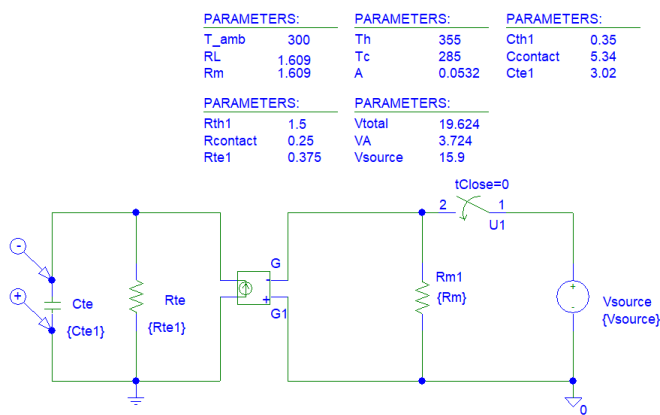 PARAMETERS: PARAMETERS: PARAMETERS:
T_amb 300 Th 355 Cth1 0.35
RL 1.609 Tc 285 Ccontact 5.34
Rm 1.609 A 0.0532 Cte1 3.02
PARAMETERS: PARAMETERS:
Rth1 1.5 Vtotal 19.624
Rcontact 0.25 VA 3.724
Rte1 0.375 Vsource 15.9
tClose=0
2 1
U1
-
G
-
+
Cte
{Cte1}
Rte
{Rte1}
+
G1
Rm1
{Rm}
+
-
Vsource
{Vsource}
0